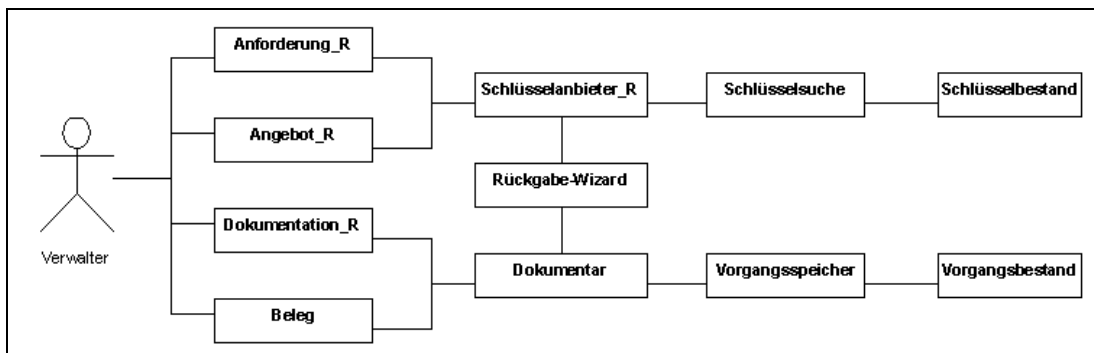 Anforderung_R
Schlüsselanbieter_R
Schlüsselsuche
Schlüsselbestand
Angebot_R
Rückgabe-Wizard
Dokumentation_R
Verwalter
Dokumentar
Vorgangsspeicher
Vorgangsbestand
Beleg